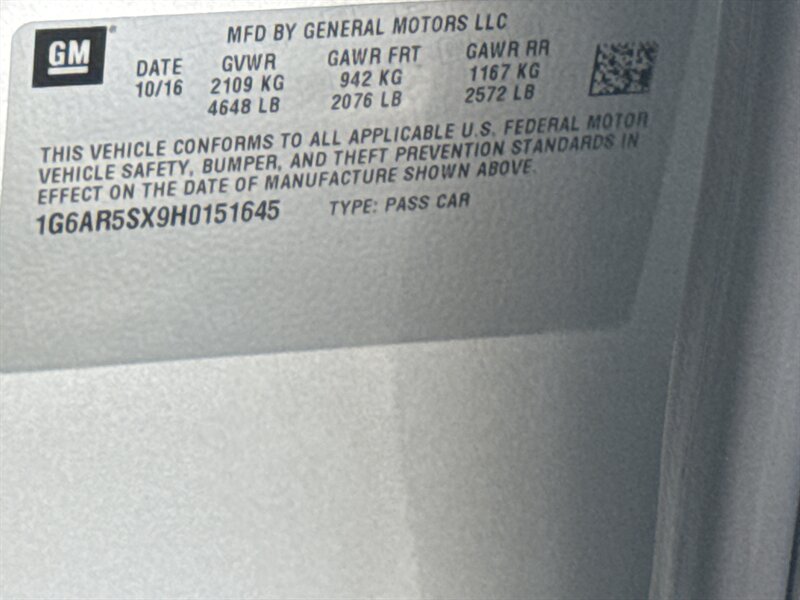 GM
MFD BY GENERAL MOTORS LLC
DATE GVWR GAWR FRT GAWR RR
10/16 2109 KG 942 KG 1167 KG
4648 LB 2076 LB 2572 LB
THIS VEHICLE CONFORMS TO ALL APPLICABLE U.S. FEDERAL MOTOR
VEHICLE SAFETY, BUMPER, AND THEFT PREVENTION STANDARDS IN
EFFECT ON THE DATE OF MANUFACTURE SHOWN ABOVE.
1G6AR5SX9H0151645 TYPE: PASS CAR